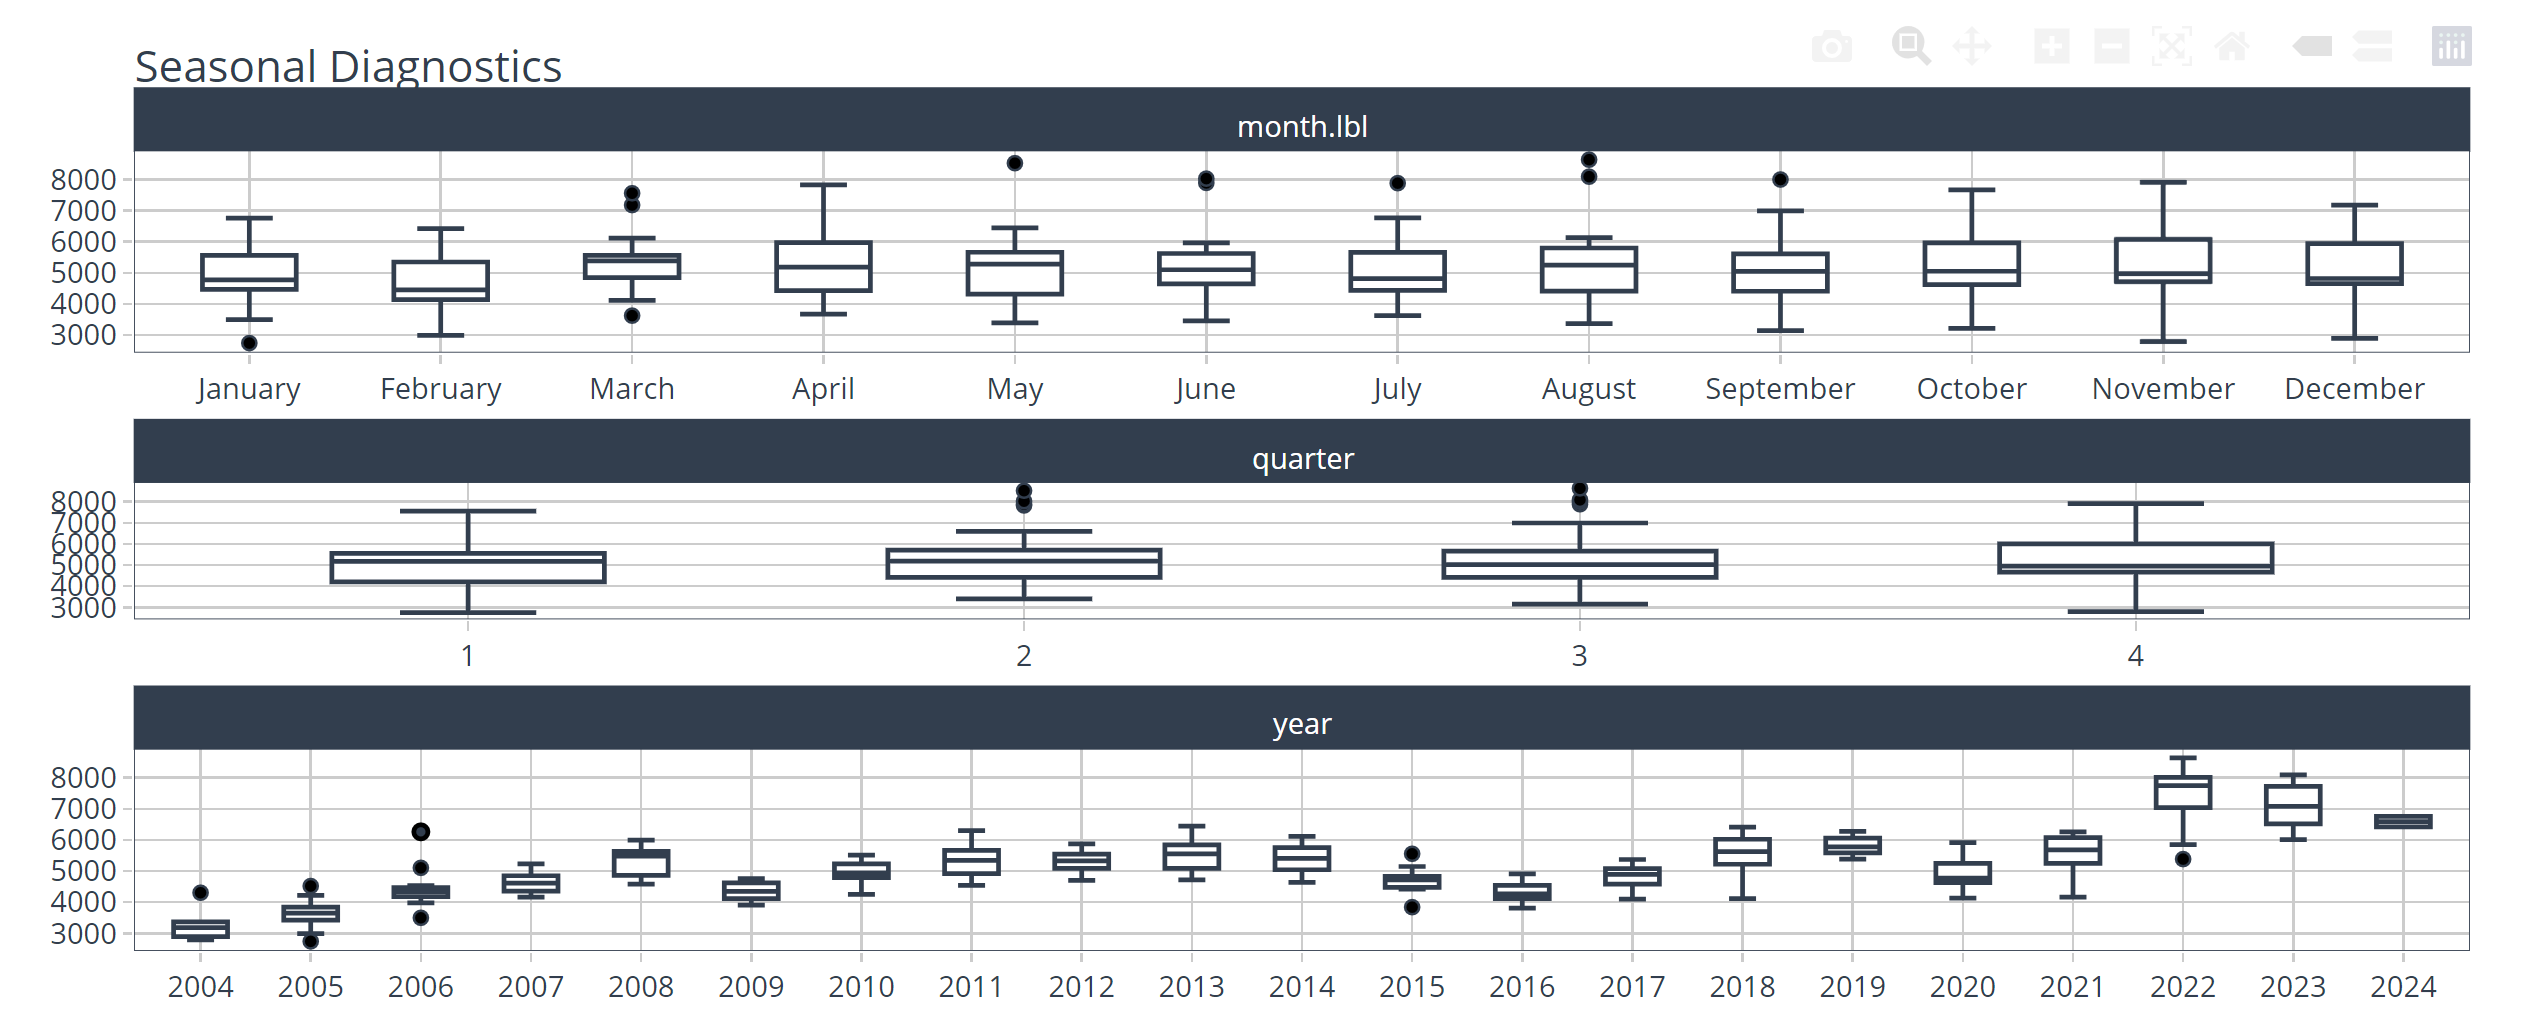 Seasonal Diagnostics
month.lbl
8000
7000
6000
5000
4000
3000
January February March April May June July August September October November December
quarter
8000
7000
6000
5000
4000
3000
1 2 3 4
year
8000
7000
6000
5000
4000
3000
2004 2005 2006 2007 2008 2009 2010 2011 2012 2013 2014 2015 2016 2017 2018 2019 2020 2021 2022 2023 2024